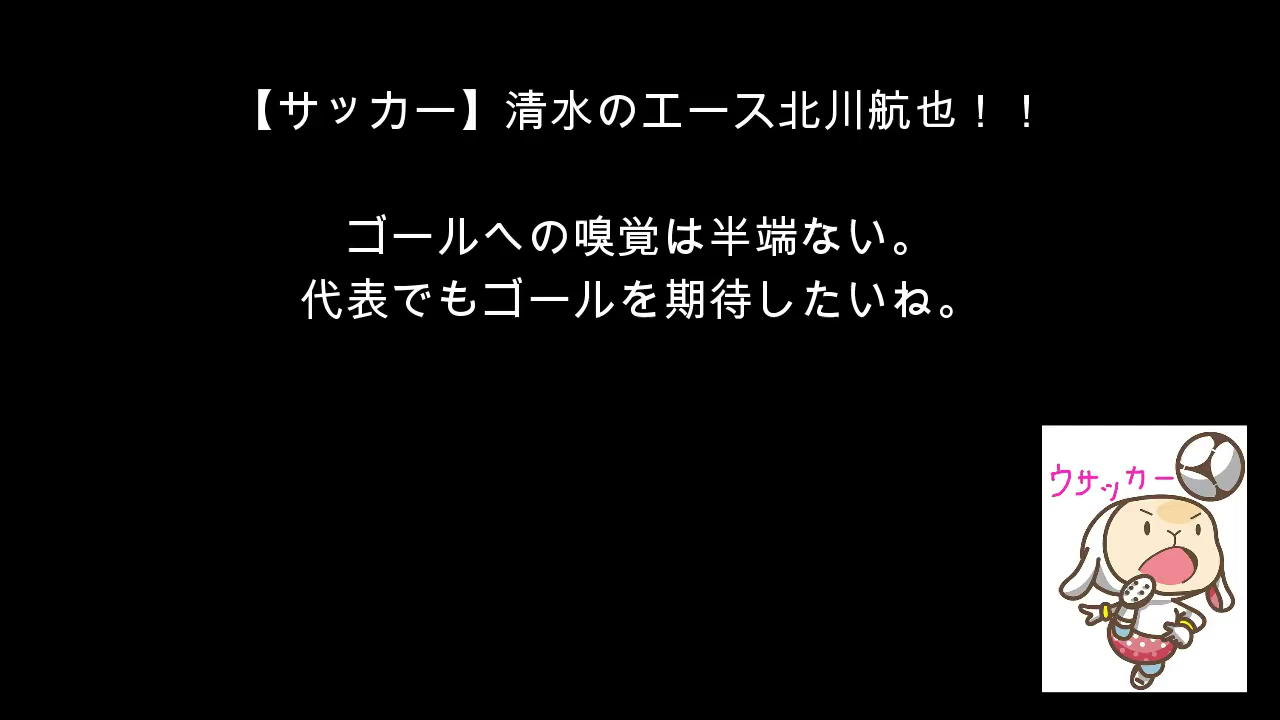 【サッカー】清水のエース北川航也！！
ゴールへの嗅覚は半端ない。
代表でもゴールを期待したいね。
ウサッカー